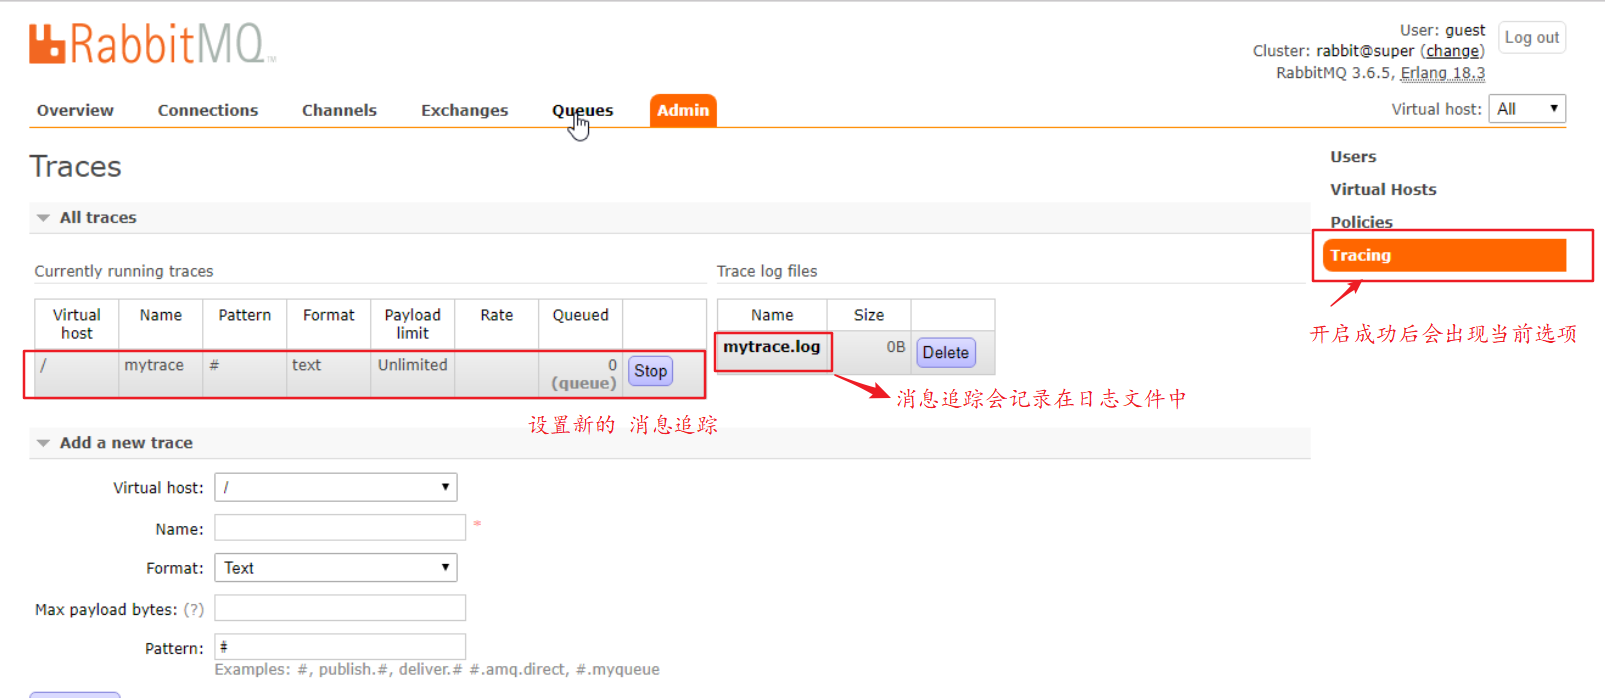 RabbitMQ™
User: guest
Log out
Cluster: rabbit@super (change)
RabbitMQ 3.6.5, Erlang 18.3
Overview Connections Channels Exchanges Queues Admin
Virtual host: All
Traces
Users
Virtual Hosts
Policies
Tracing
开启成功后会出现当前选项
All traces
Currently running traces
Virtual host Name Pattern Format Payload limit Rate Queued
/ mytrace # text Unlimited 0 (queue) Stop
设置新的 消息追踪
Trace log files
Name Size
mytrace.log 0B Delete
消息追踪会记录在日志文件中
Add a new trace
Virtual host: /
Name: *
Format: Text
Max payload bytes: (?)
Pattern: #
Examples: #, publish.#, deliver.# #.amq.direct, #.myqueue